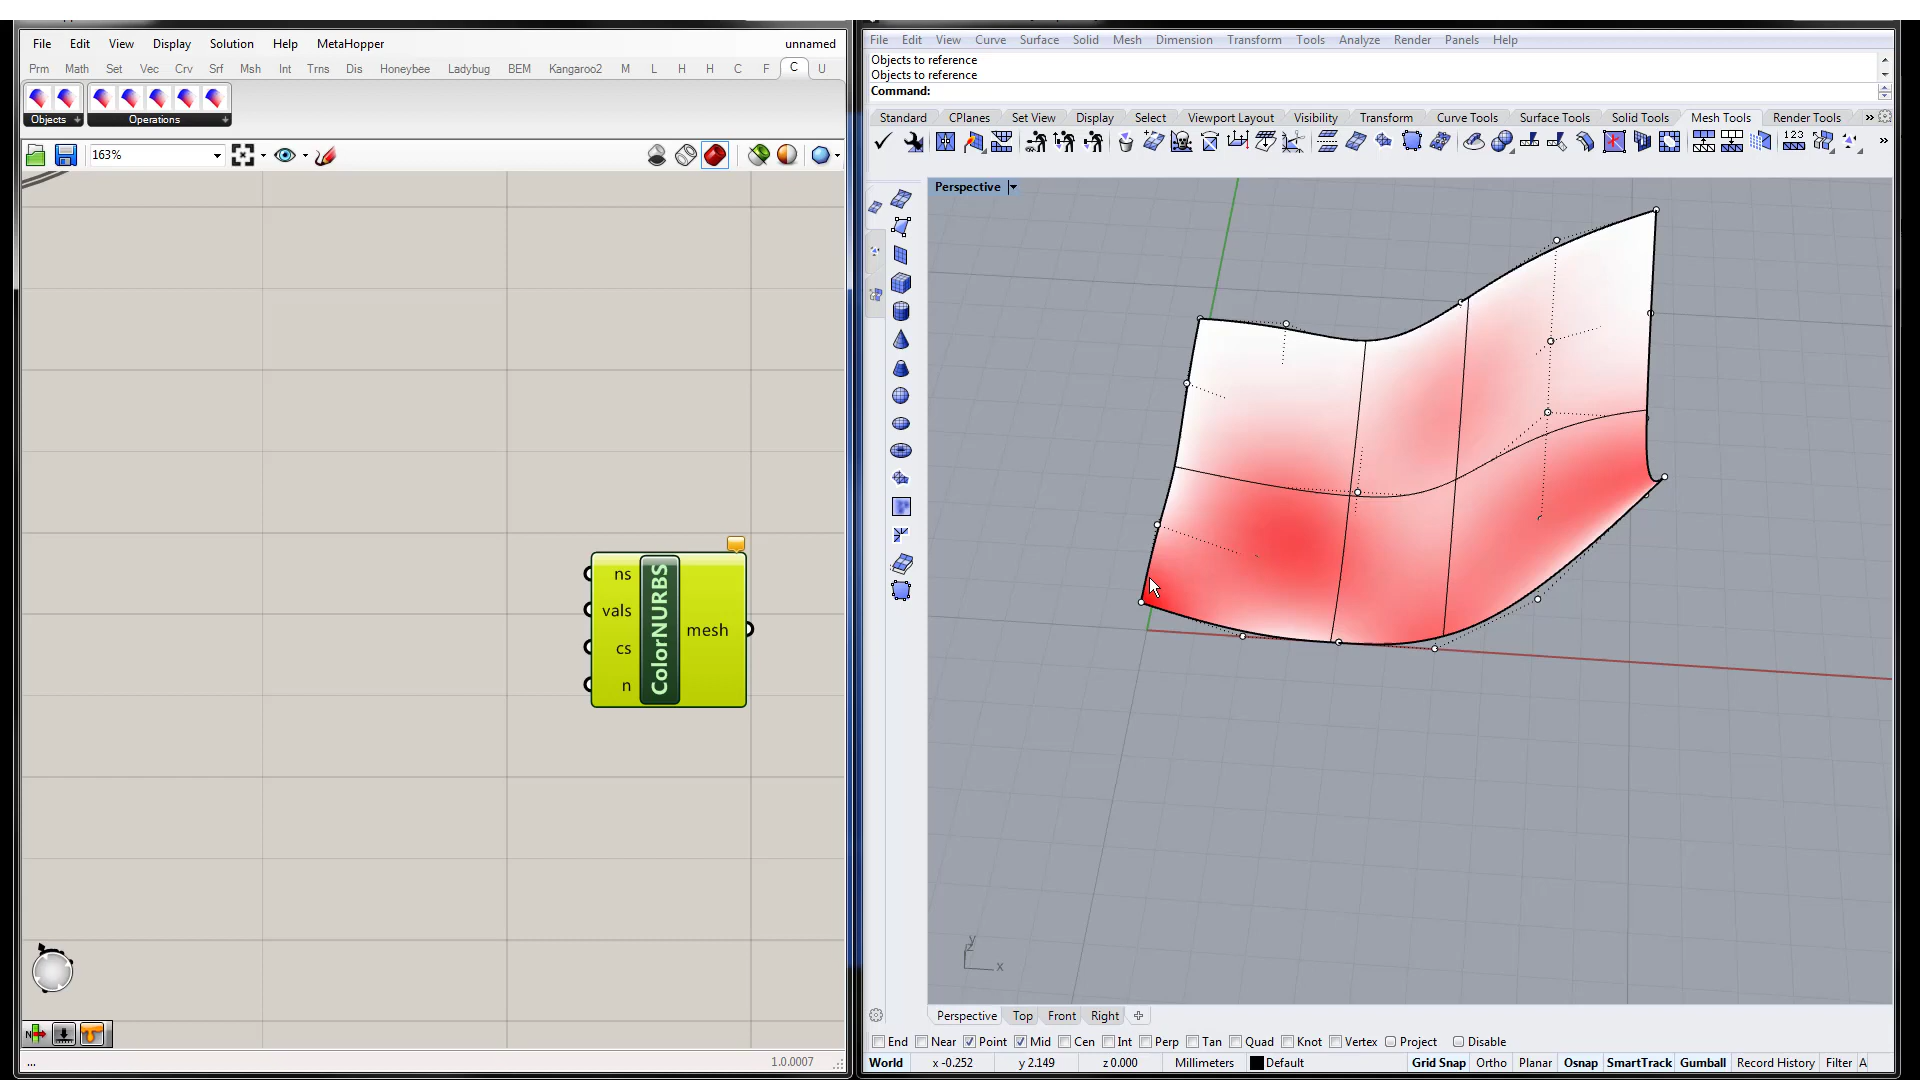 File Edit View Display Solution Help MetaHopper unnamed
Prm Math Set Vec Crv Srf Msh Int Trns Dis Honeybee Ladybug BEM Kangaroo2 M L H H C F C U
Objects Operations
163%
ns
vals
cs
n
ColorNURBS
mesh
... 1.0.0007
File Edit View Curve Surface Solid Mesh Dimension Transform Tools Analyze Render Panels Help
Objects to reference
Objects to reference
Command:
Standard CPlanes Set View Display Select Viewport Layout Visibility Transform Curve Tools Surface Tools Solid Tools Mesh Tools Render Tools
123
Perspective
y
z
x
Perspective Top Front Right
End Near Point Mid Cen Int Perp Tan Quad Knot Vertex Project Disable
World x -0.252 y 2.149 z 0.000 Millimeters Default Grid Snap Ortho Planar Osnap SmartTrack Gumball Record History Filter A